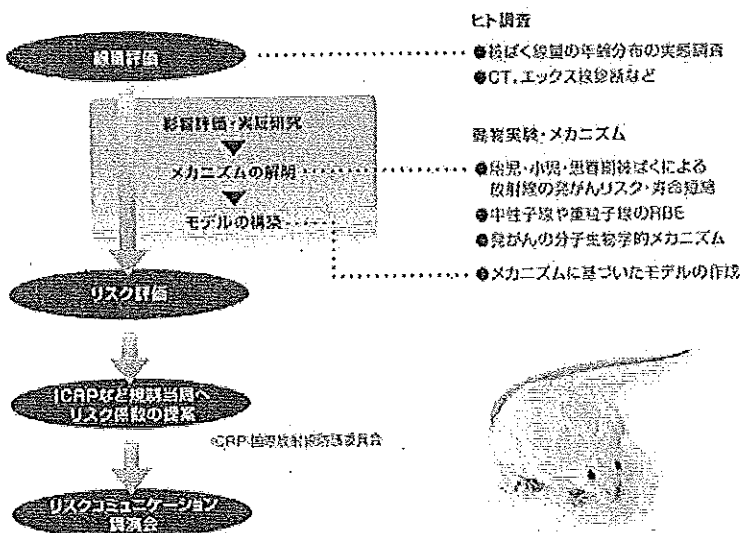 線量評価
影響評価・実験研究
メカニズムの解明
モデルの構築
リスク評価
ICRPなど規制当局へ
リスク係数の提案
ICRP:国際放射線防護委員会
リスクコミュニケーション
講演会
ヒト調査
●被ばく線量の年齢分布の実態調査
●CT，エックス線診断など
動物実験・メカニズム
●胎児・小児・思春期被ばくによる
放射線の発がんリスク・寿命短縮
●中性子線や重粒子線のRBE
●発がんの分子生物学的メカニズム
●メカニズムに基づいたモデルの作成